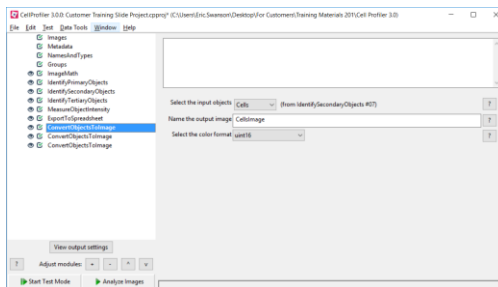 CellProfiler 3.0.0: Customer Training Slide Project.cpproj* (C:\Users\Eric.Swanson\Desktop\For Customers\Training Materials 201\Cell Profiler 3.0)
File Edit Test Data Tools Window Help
Images
Metadata
NamesAndTypes
Groups
ImageMath
IdentifyPrimaryObjects
IdentifySecondaryObjects
IdentifyTertiaryObjects
MeasureObjectIntensity
ExportToSpreadsheet
ConvertObjectsToImage
ConvertObjectsToImage
ConvertObjectsToImage
Select the input objects Cells (from IdentifySecondaryObjects #07) ?
Name the output image CellsImage ?
Select the color format uint16 ?
View output settings
? Adjust modules: + - ^ v
Start Test Mode Analyze Images